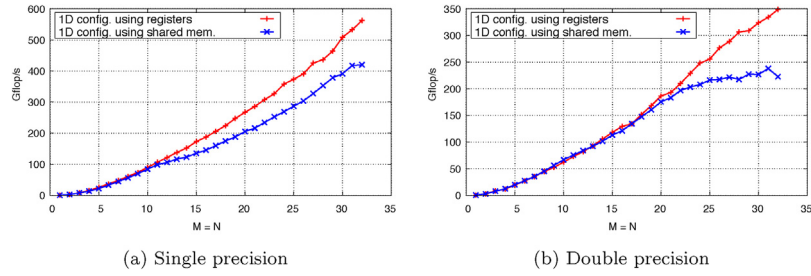 600
500
400
300
200
100
0
Gflop/s
1D config. using registers
1D config. using shared mem.
0 5 10 15 20 25 30 35
M = N
(a) Single precision
350
300
250
200
150
100
50
0
Gflop/s
1D config. using registers
1D config. using shared mem.
0 5 10 15 20 25 30 35
M = N
(b) Double precision